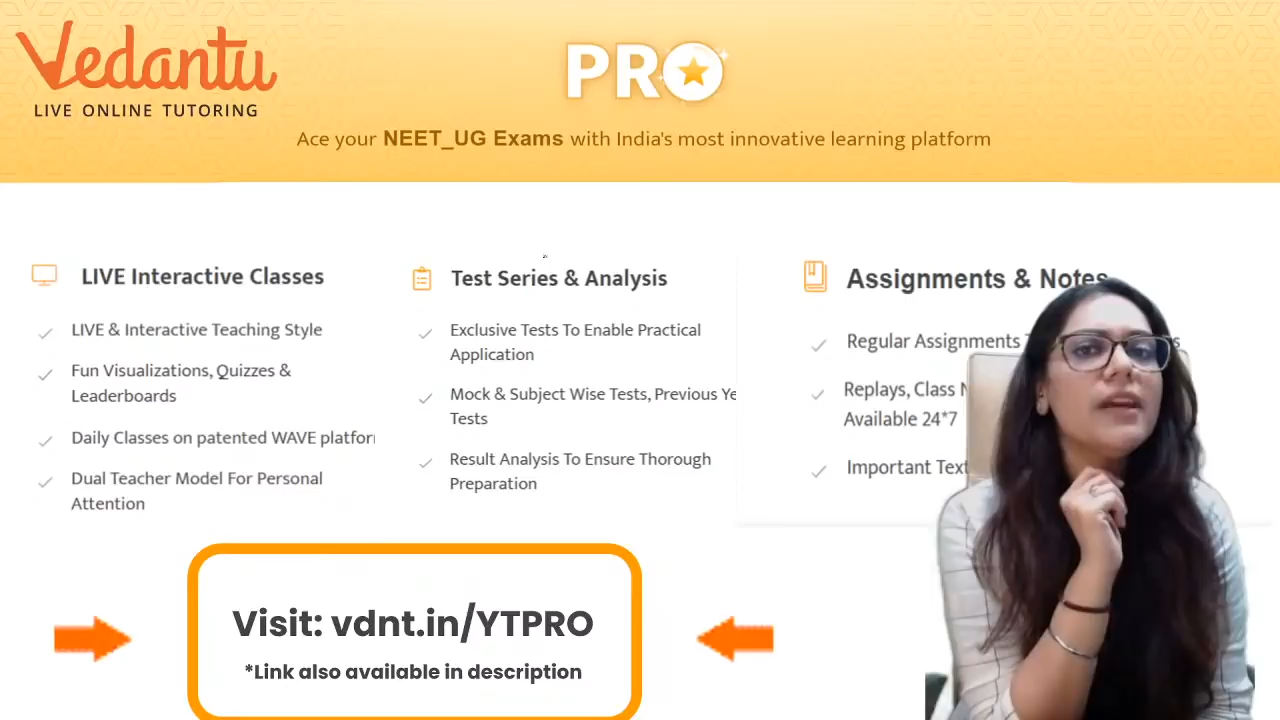 Vedantu
LIVE ONLINE TUTORING
PRO
Ace your NEET_UG Exams with India's most innovative learning platform
LIVE Interactive Classes
LIVE & Interactive Teaching Style
Fun Visualizations, Quizzes &
Leaderboards
Daily Classes on patented WAVE
Dual Teacher Model For Personal
Attention
Test Series & Analysis
Exclusive Tests To Enable Practical
Application
Mock & Subject Wise Tests, Previous
Tests
Result Analysis To Ensure Thorough
Preparation
Assignments & Notes
Regular Assignments
Replays, Class
Available 24*7
Important
Visit: vdnt.in/YTPRO
*Link also available in description